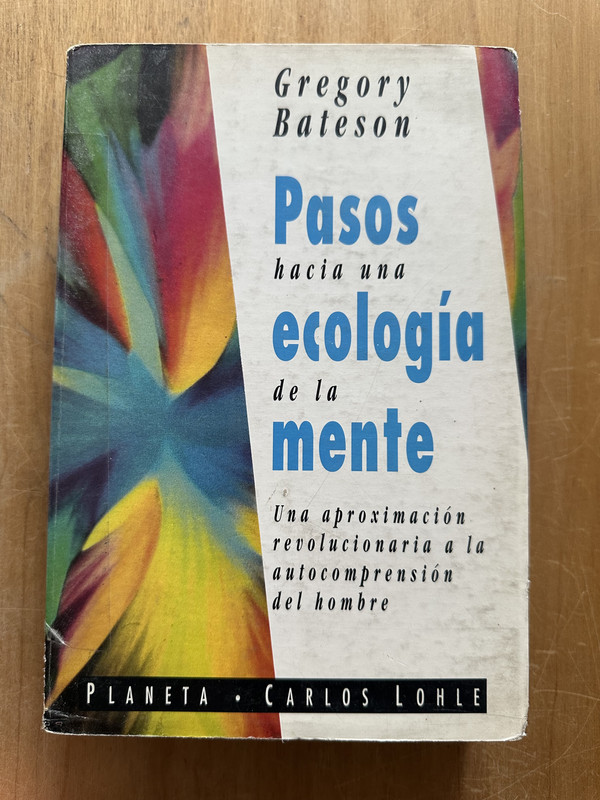 Gregory
Bateson
Pasos
hacia una
ecología
de la
mente
Una aproximación
revolucionaria a la
autocomprensión
del hombre
PLANETA • CARLOS LOHLE